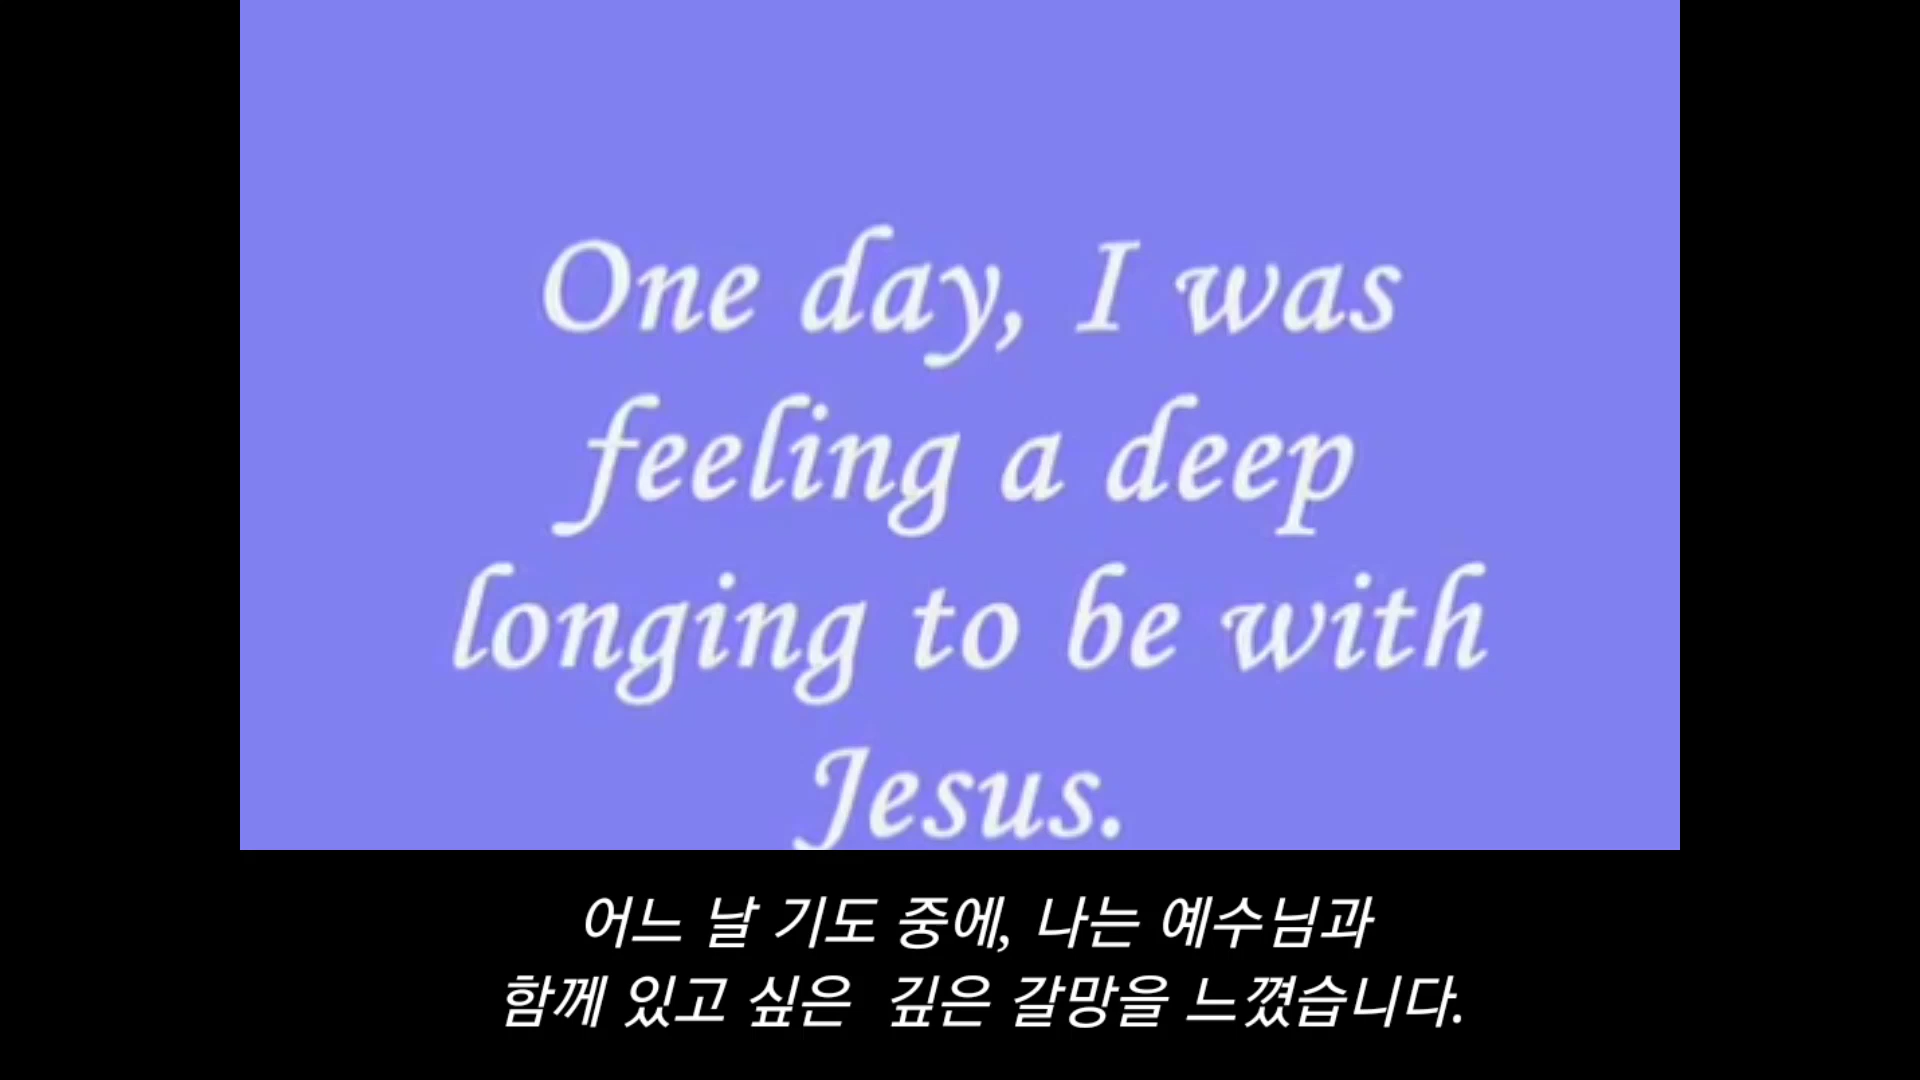 One day, I was
feeling a deep
longing to be with
Jesus.
어느 날 기도 중에, 나는 예수님과
함께 있고 싶은 깊은 갈망을 느꼈습니다.